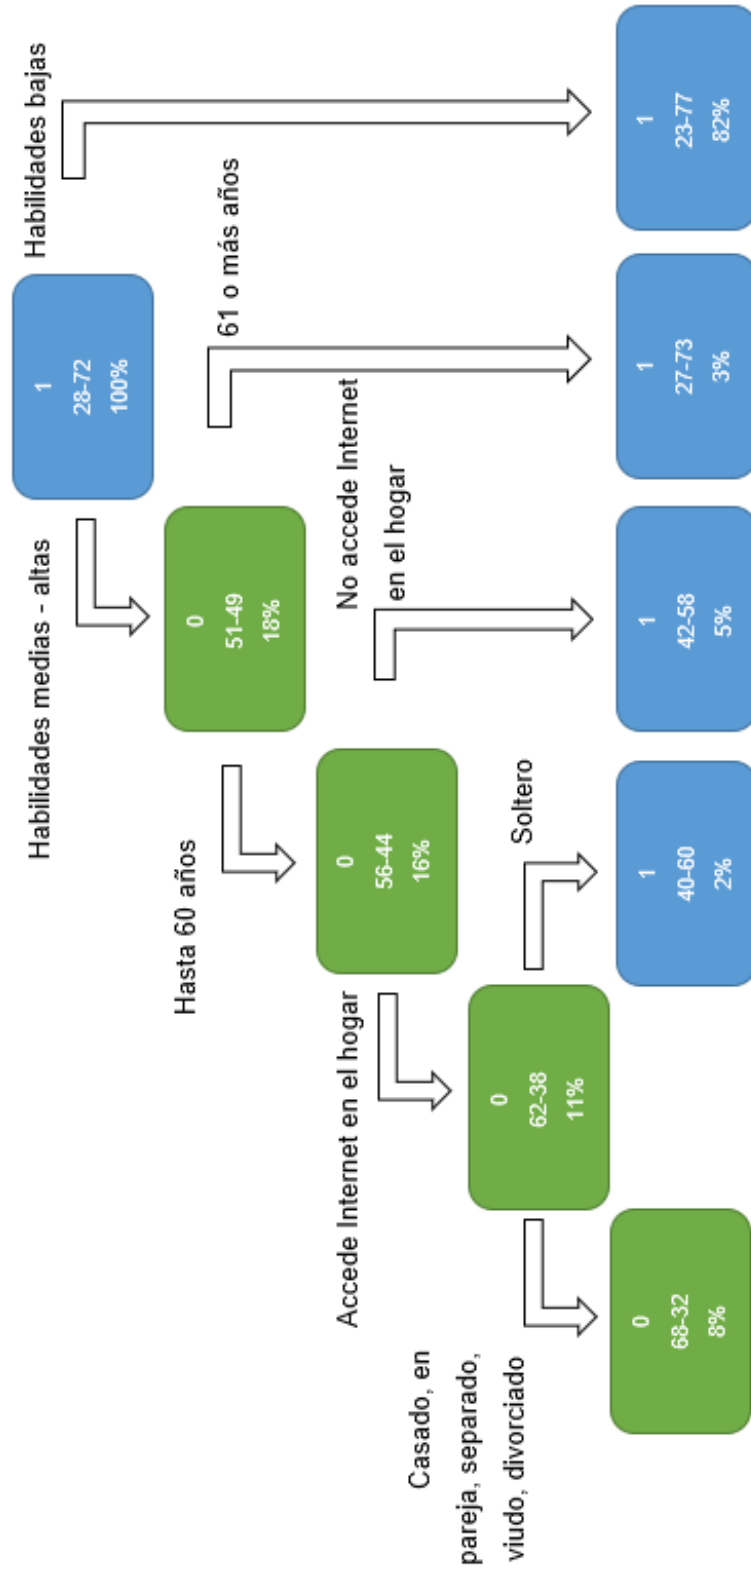 1
28-72
100%
Habilidades medias - altas
Habilidades bajas
0
51-49
18%
Hasta 60 años
61 o más años
0
56-44
16%
Accede Internet en el hogar
No accede Internet
en el hogar
0
62-38
11%
Casado, en
pareja, separado,
viudo, divorciado
Soltero
0
68-32
8%
1
40-60
2%
1
42-58
5%
1
27-73
3%
1
23-77
82%